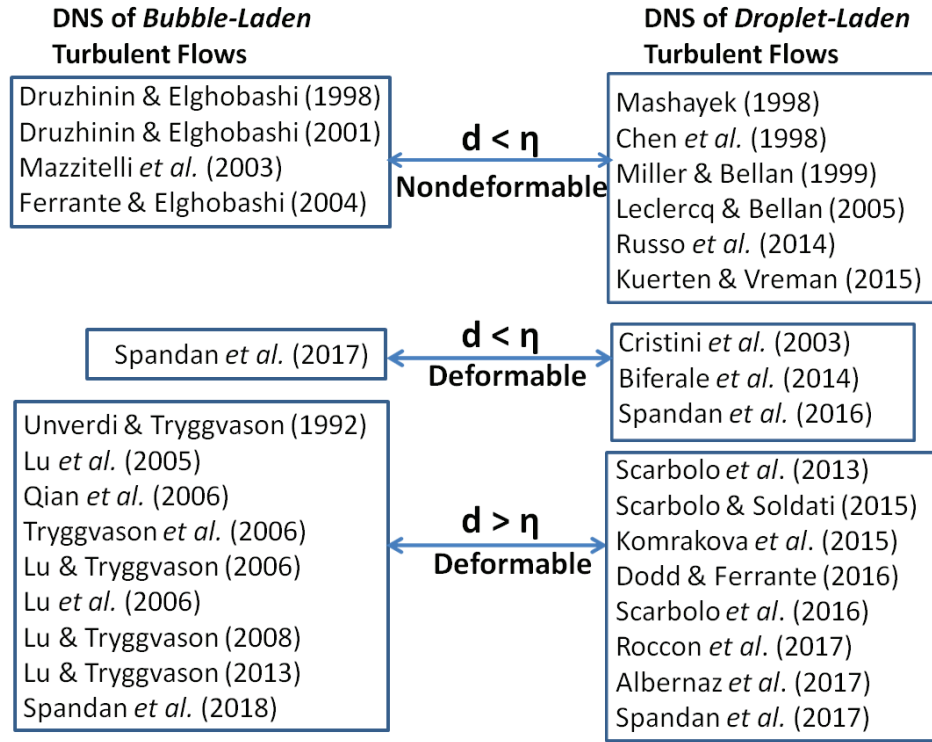 DNS of Bubble-Laden
Turbulent Flows
Druzhinin & Elghobashi (1998)
Druzhinin & Elghobashi (2001)
Mazzitelli et al. (2003)
Ferrante & Elghobashi (2004)
d < η
Nondeformable
DNS of Droplet-Laden
Turbulent Flows
Mashayek (1998)
Chen et al. (1998)
Miller & Bellan (1999)
Leclercq & Bellan (2005)
Russo et al. (2014)
Kuerten & Vreman (2015)
Spandan et al. (2017)
d < η
Deformable
Cristini et al. (2003)
Biferale et al. (2014)
Spandan et al. (2016)
Unverdi & Tryggvason (1992)
Lu et al. (2005)
Qian et al. (2006)
Tryggvason et al. (2006)
Lu & Tryggvason (2006)
Lu et al. (2006)
Lu & Tryggvason (2008)
Lu & Tryggvason (2013)
Spandan et al. (2018)
d > η
Deformable
Scarbolo et al. (2013)
Scarbolo & Soldati (2015)
Komrakova et al. (2015)
Dodd & Ferrante (2016)
Scarbolo et al. (2016)
Roccon et al. (2017)
Albernaz et al. (2017)
Spandan et al. (2017)